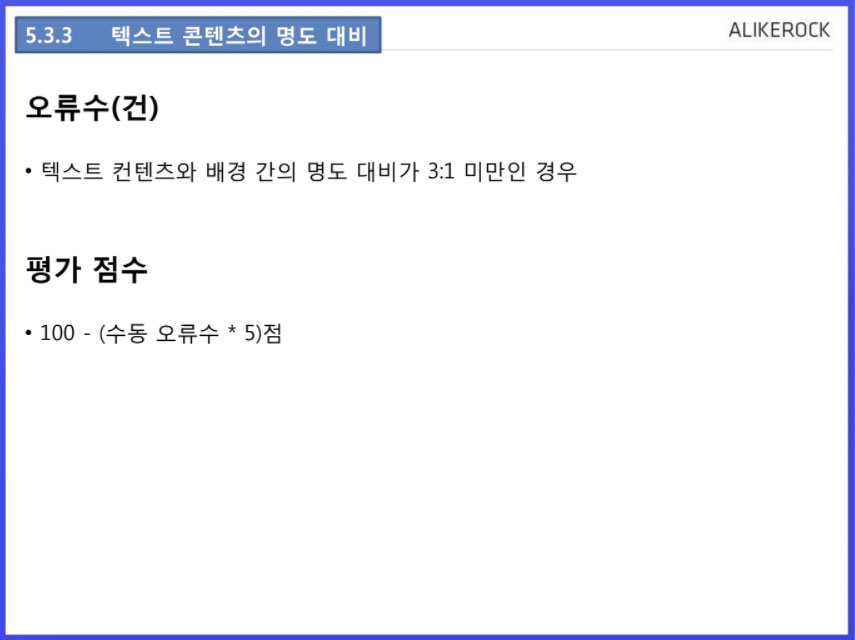 5.3.3 텍스트 콘텐츠의 명도 대비
ALIKEROCK
오류수(건)
• 텍스트 컨텐츠와 배경 간의 명도 대비가 3:1 미만인 경우
평가 점수
• 100 - (수동 오류수 * 5)점